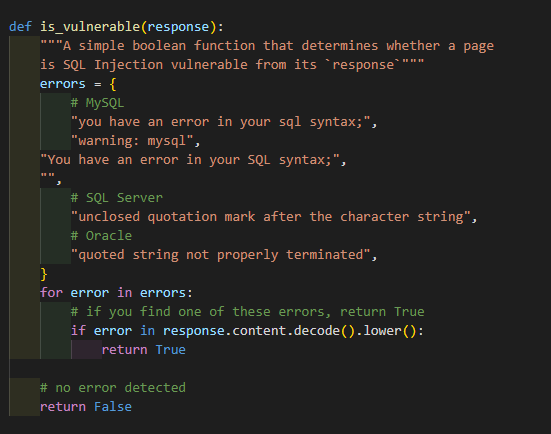 def is_vulnerable(response):
    """A simple boolean function that determines whether a page
    is SQL Injection vulnerable from its `response`"""
    errors = {
        # MySQL
        "you have an error in your sql syntax;",
        "warning: mysql",
    "You have an error in your SQL syntax;",
    "",
        # SQL Server
        "unclosed quotation mark after the character string",
        # Oracle
        "quoted string not properly terminated",
    }
    for error in errors:
        # if you find one of these errors, return True
        if error in response.content.decode().lower():
            return True

    # no error detected
    return False